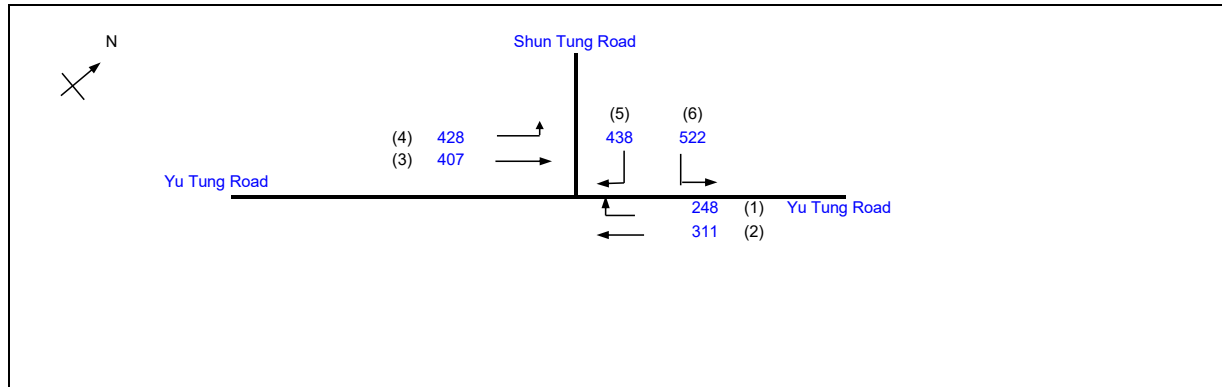 N
Shun Tung Road
(5) (6)
(4) 428 438 522
(3) 407
Yu Tung Road
248 (1) Yu Tung Road
311 (2)